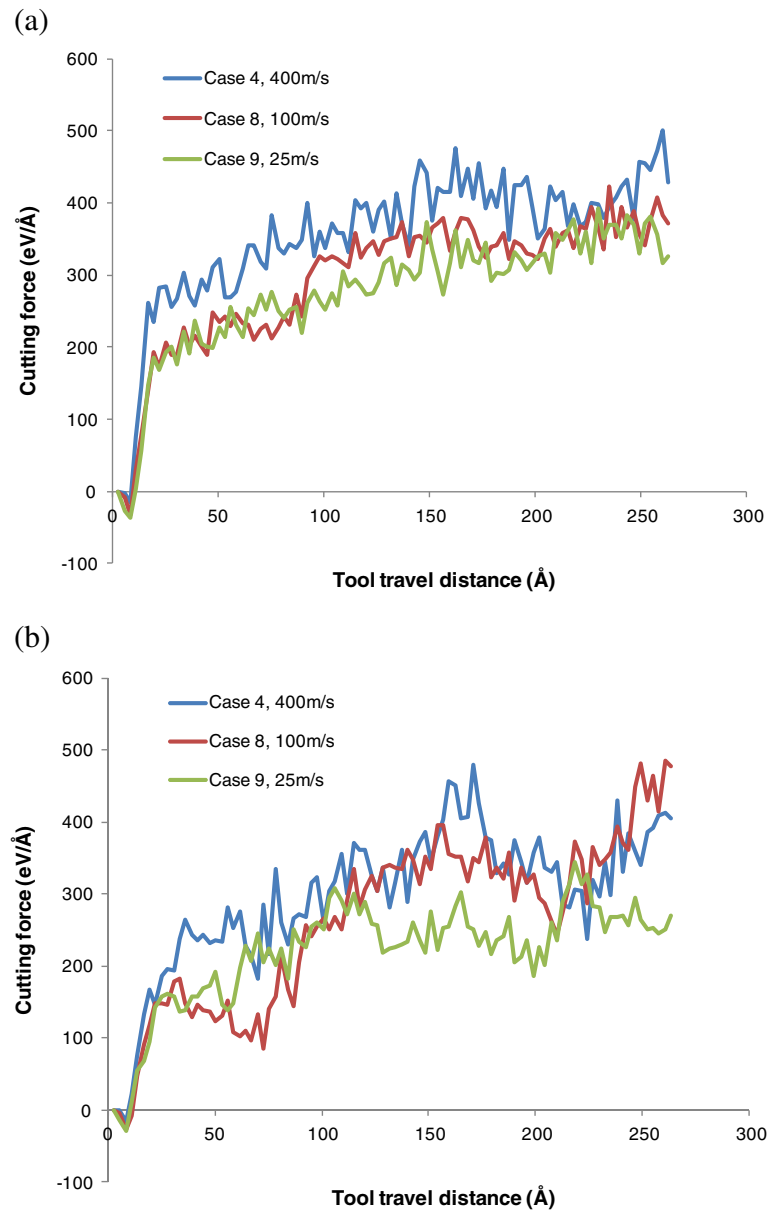 (a)
600
500
400
300
200
100
0
-100
Cutting force (eV/Å)
Case 4, 400m/s
Case 8, 100m/s
Case 9, 25m/s
0 50 100 150 200 250 300
Tool travel distance (Å)
(b)
600
500
400
300
200
100
0
-100
Cutting force (eV/Å)
Case 4, 400m/s
Case 8, 100m/s
Case 9, 25m/s
0 50 100 150 200 250 300
Tool travel distance (Å)